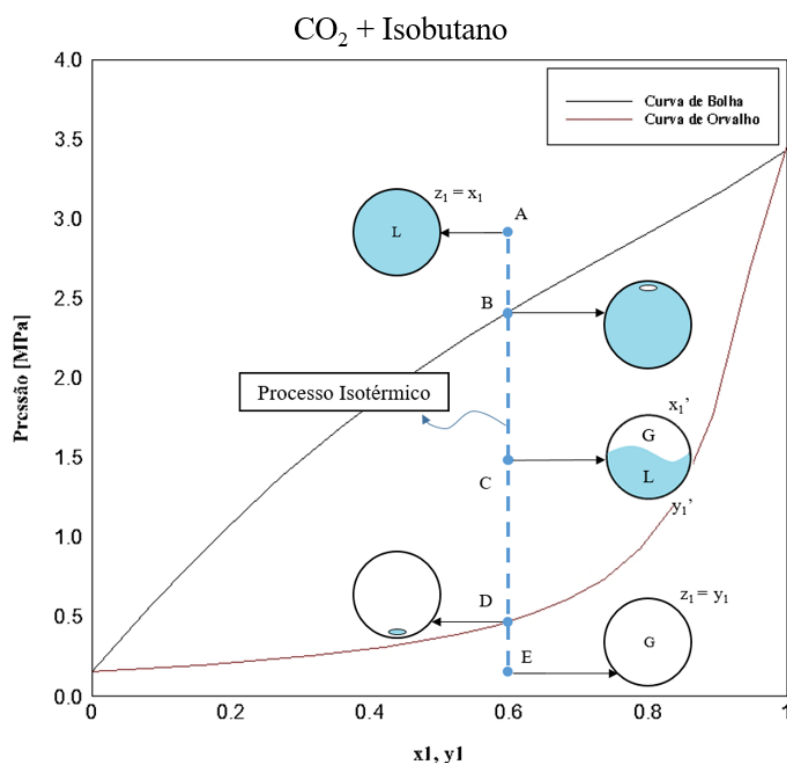 CO₂ + Isobutano
4.0
3.5
3.0
2.5
2.0
1.5
1.0
0.5
0.0
Pressão [MPa]
Curva de Bolha
Curva de Orvalho
z₁ = x₁
L
A
B
Processo Isotérmico
x₁’
G
L
C
y₁’
D
z₁ = y₁
E
G
0
0.2
0.4
0.6
0.8
1
x1, y1